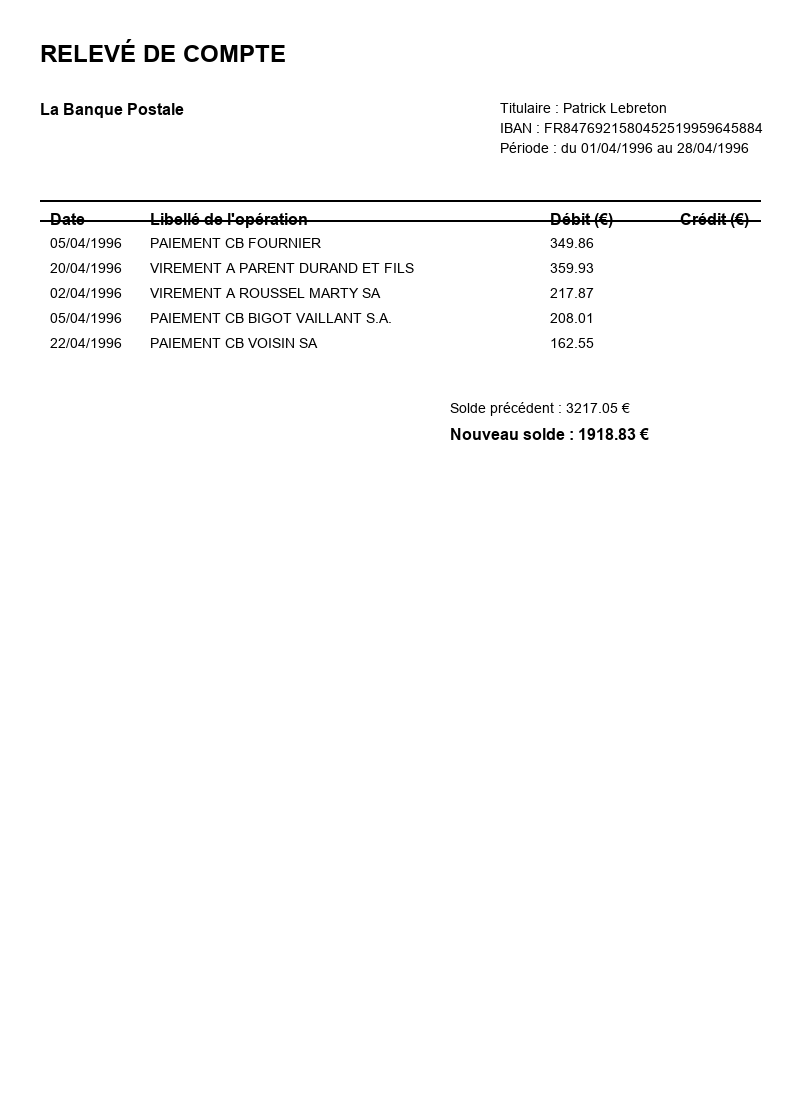 RELEVÉ DE COMPTE
La Banque Postale
Titulaire : Patrick Lebreton
IBAN : FR8476921580452519959645884
Période : du 01/04/1996 au 28/04/1996
Date Libellé de l'opération Débit (€) Crédit (€)
05/04/1996 PAIEMENT CB FOURNIER 349.86
20/04/1996 VIREMENT A PARENT DURAND ET FILS 359.93
02/04/1996 VIREMENT A ROUSSEL MARTY SA 217.87
05/04/1996 PAIEMENT CB BIGOT VAILLANT S.A. 208.01
22/04/1996 PAIEMENT CB VOISIN SA 162.55
Solde précédent : 3217.05 €
Nouveau solde : 1918.83 €